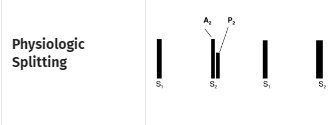 Physiologic
Splitting
A₂ P₂
S₁ S₂ S₁ S₂